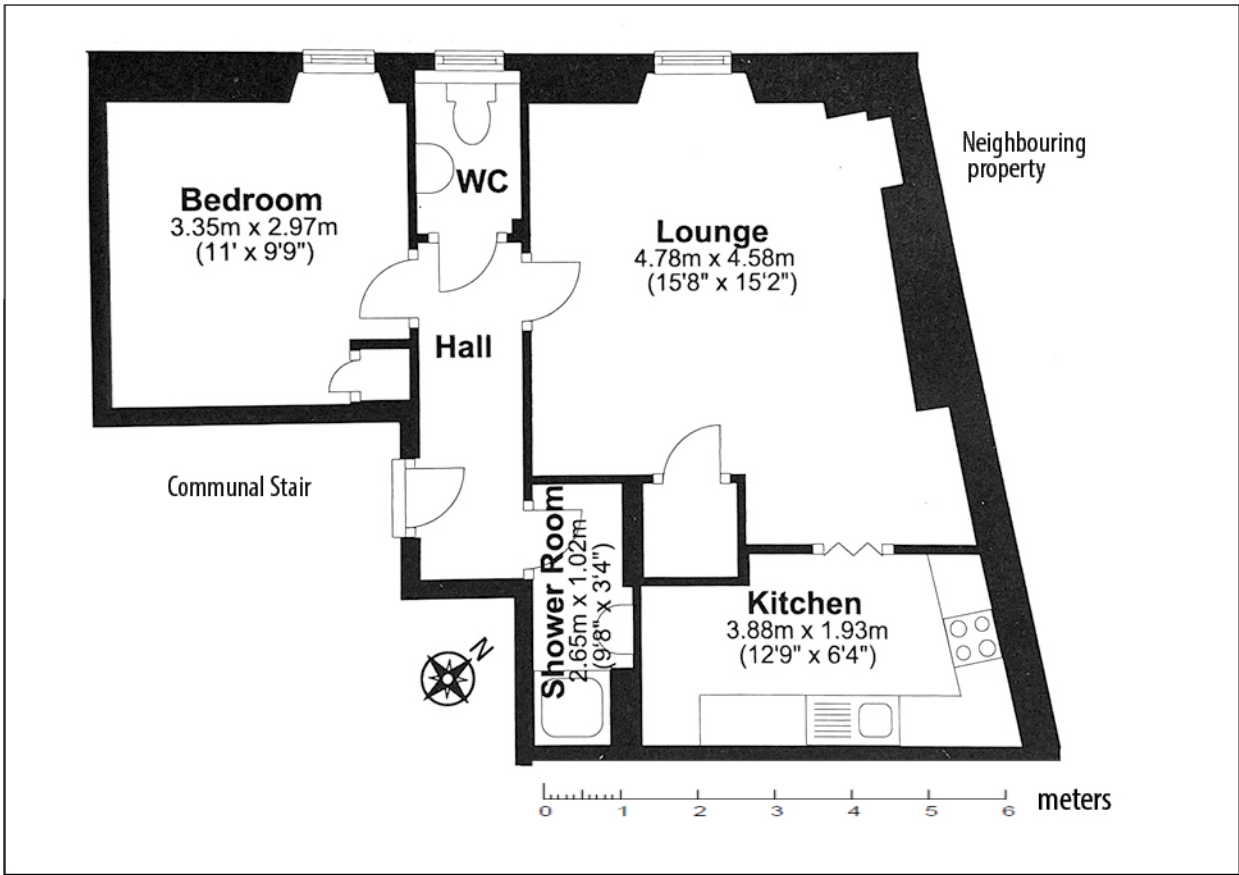 Neighbouring
property
WC
Bedroom
3.35m x 2.97m
(11' x 9'9")
Lounge
4.78m x 4.58m
(15'8" x 15'2")
Hall
Communal Stair
Shower Room
2.65m x 1.02m
(9'8" x 3'4")
Kitchen
3.88m x 1.93m
(12'9" x 6'4")
N
0 1 2 3 4 5 6 meters